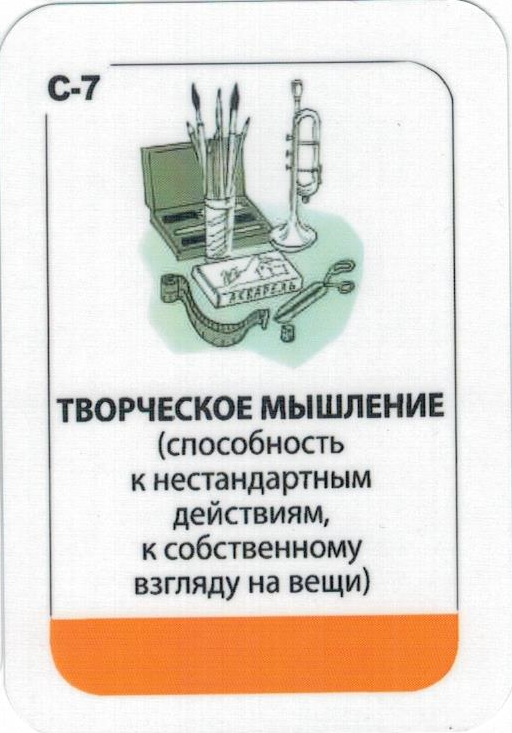 С-7
АКВАРЕЛЬ
ТВОРЧЕСКОЕ МЫШЛЕНИЕ
(способность
к нестандартным
действиям,
к собственному
взгляду на вещи)